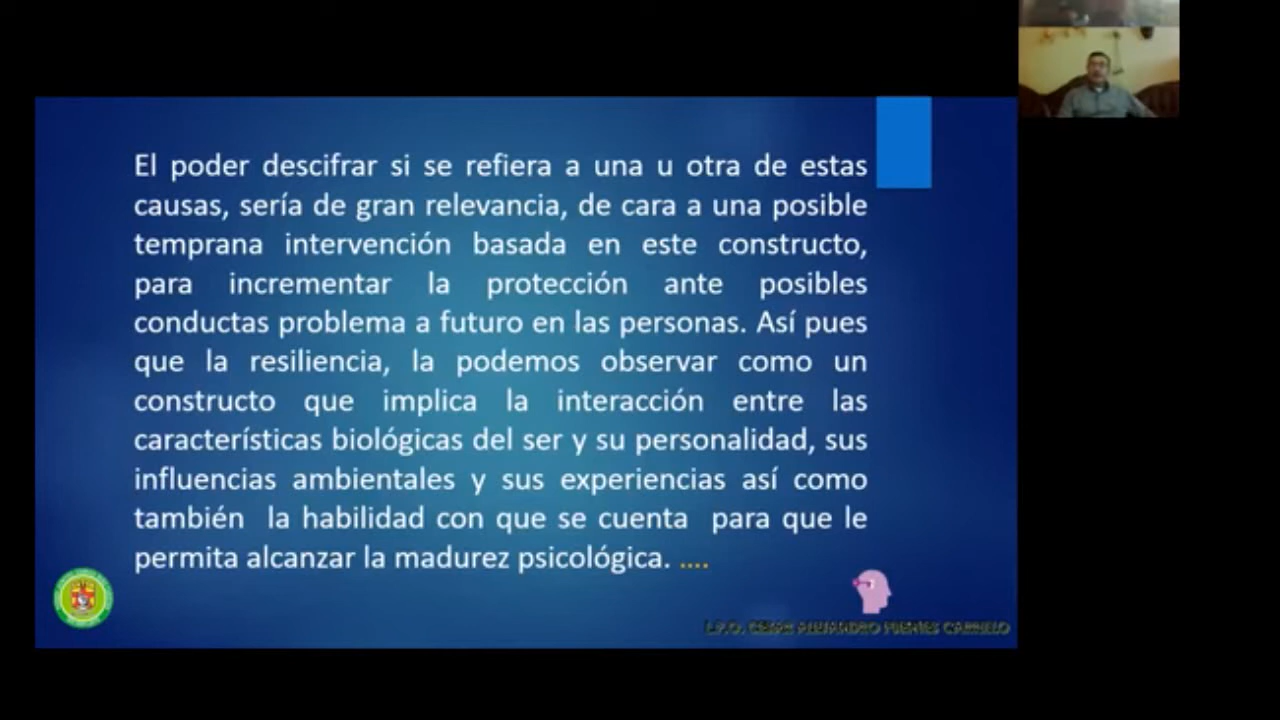 El poder descifrar si se refiera a una u otra de estas
causas, sería de gran relevancia, de cara a una posible
temprana intervención basada en este constructo,
para incrementar la protección ante posibles
conductas problema a futuro en las personas. Así pues
que la resiliencia, la podemos observar como un
constructo que implica la interacción entre las
características biológicas del ser y su personalidad, sus
influencias ambientales y sus experiencias así como
también la habilidad con que se cuenta para que le
permita alcanzar la madurez psicológica. ....
L.P.O. CÉSAR ALEJANDRO FUENTES CARRILLO